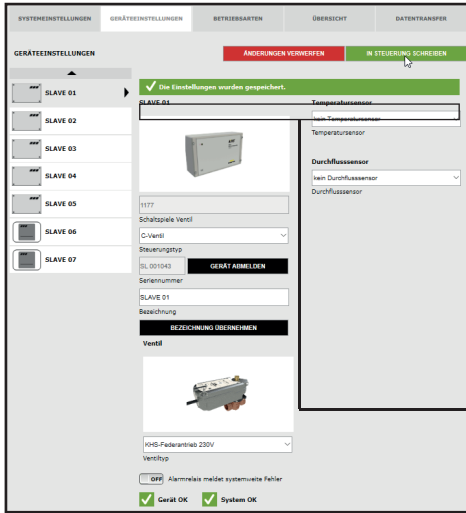 SYSTEMEINSTELLUNGEN GERÄTEEINSTELLUNGEN BETRIEBSARTEN ÜBERSICHT DATENTRANSFER
GERÄTEEINSTELLUNGEN
ÄNDERUNGEN VERWERFEN
IN STEUERUNG SCHREIBEN
SLAVE 01
SLAVE 02
SLAVE 03
SLAVE 04
SLAVE 05
SLAVE 06
SLAVE 07
Die Einstellungen wurden gespeichert.
SLAVE 01
1177
Schaltspiele Ventil
C-Ventil
Steuerungstyp
SL 001043 GERÄT ABMELDEN
Seriennummer
SLAVE 01
Bezeichnung
BEZEICHNUNG ÜBERNEHMEN
Ventil
KHS-Federantrieb 230V
Ventiltyp
OFF Alarmrelais meldet systemweite Fehler
Gerät OK System OK
Temperatursensor
kein Temperatursensor
Temperatursensor
Durchflusssensor
kein Durchflusssensor
Durchflusssensor